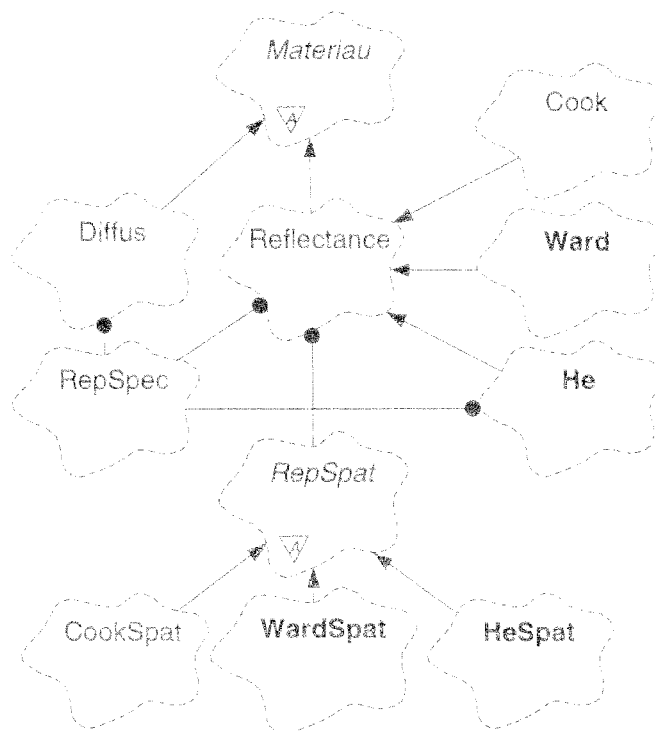 Materiau
A
Cook
Diffus
Reflectance
Ward
RepSpec
He
RepSpat
A
CookSpat
WardSpat
HeSpat